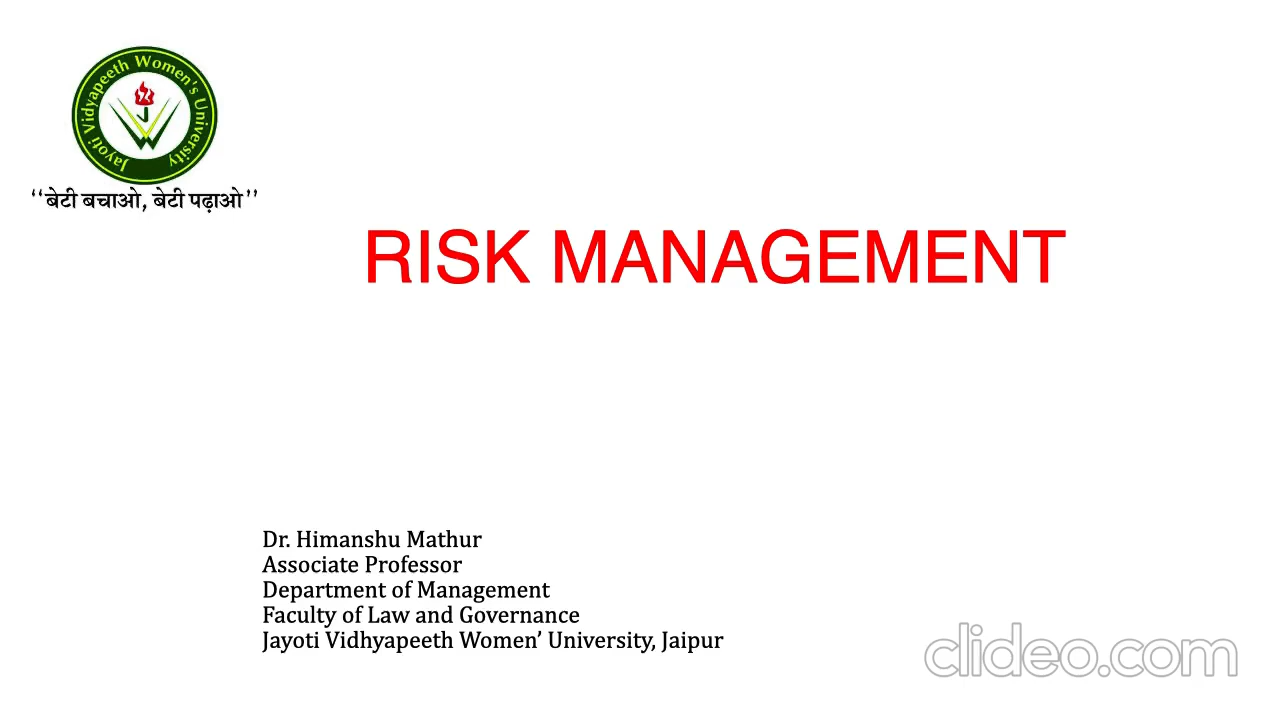 Jayoti Vidyapeeth Women's University
J
‘‘बेटी बचाओ, बेटी पढ़ाओ’’
RISK MANAGEMENT
Dr. Himanshu Mathur
Associate Professor
Department of Management
Faculty of Law and Governance
Jayoti Vidhyapeeth Women’ University, Jaipur
clideo.com